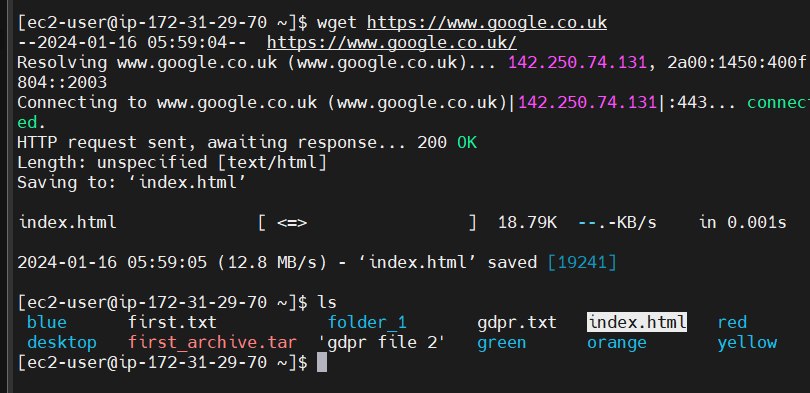 [ec2-user@ip-172-31-29-70 ~]$ wget https://www.google.co.uk
--2024-01-16 05:59:04--  https://www.google.co.uk/
Resolving www.google.co.uk (www.google.co.uk)... 142.250.74.131, 2a00:1450:400f
804::2003
Connecting to www.google.co.uk (www.google.co.uk)|142.250.74.131|:443... connect
ed.
HTTP request sent, awaiting response... 200 OK
Length: unspecified [text/html]
Saving to: ‘index.html’
index.html              [ <=>                ]  18.79K  --.-KB/s    in 0.001s
2024-01-16 05:59:05 (12.8 MB/s) - ‘index.html’ saved [19241]
[ec2-user@ip-172-31-29-70 ~]$ ls
 blue      first.txt           folder_1       gdpr.txt   index.html   red
 desktop   first_archive.tar  'gdpr file 2'   green      orange       yellow
[ec2-user@ip-172-31-29-70 ~]$